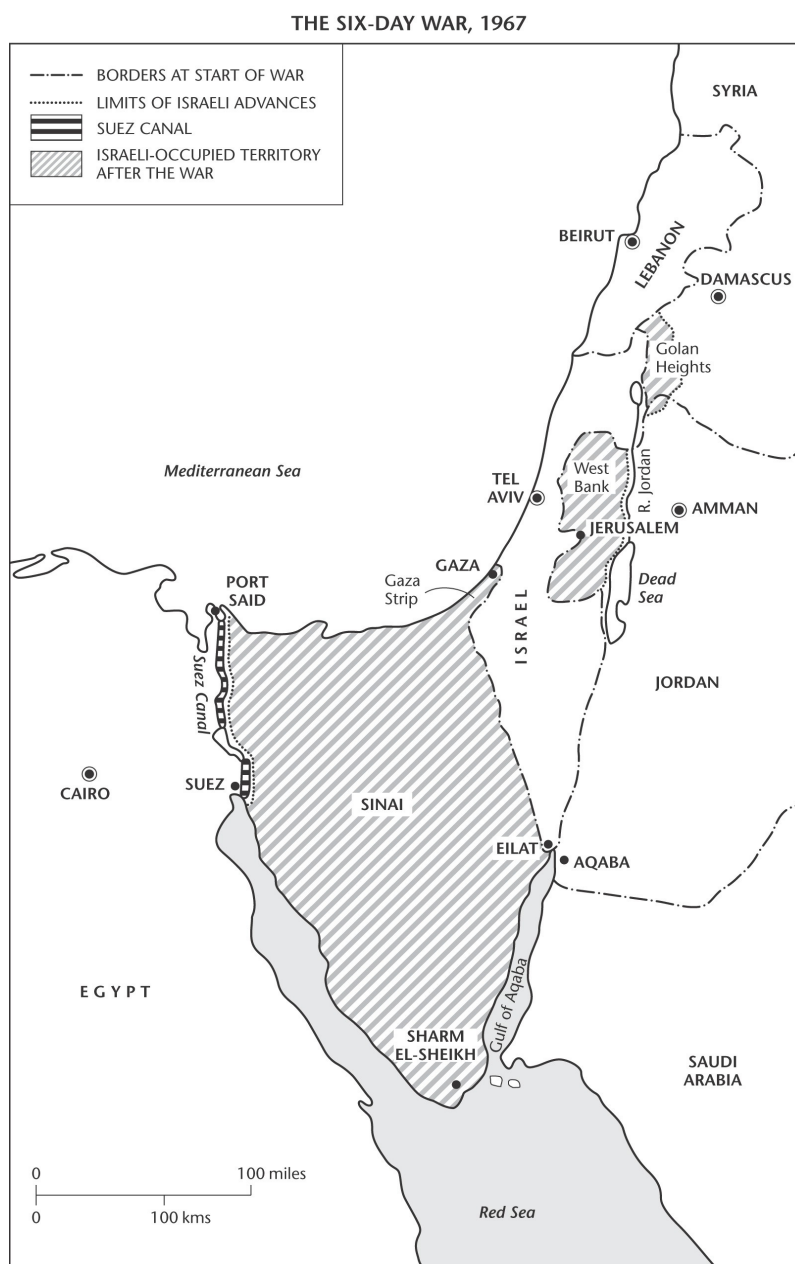 THE SIX-DAY WAR, 1967
BORDERS AT START OF WAR
LIMITS OF ISRAELI ADVANCES
SUEZ CANAL
ISRAELI-OCCUPIED TERRITORY
AFTER THE WAR
SYRIA
BEIRUT
LEBANON
DAMASCUS
Golan
Heights
Mediterranean Sea
TEL
AVIV
West
Bank
R. Jordan
AMMAN
JERUSALEM
GAZA
Gaza
Strip
Dead
Sea
PORT
SAID
ISRAEL
Suez Canal
JORDAN
CAIRO
SUEZ
SINAI
EILAT
AQABA
EGYPT
Gulf of Aqaba
SHARM
EL-SHEIKH
SAUDI
ARABIA
0
100 miles
0
100 kms
Red Sea